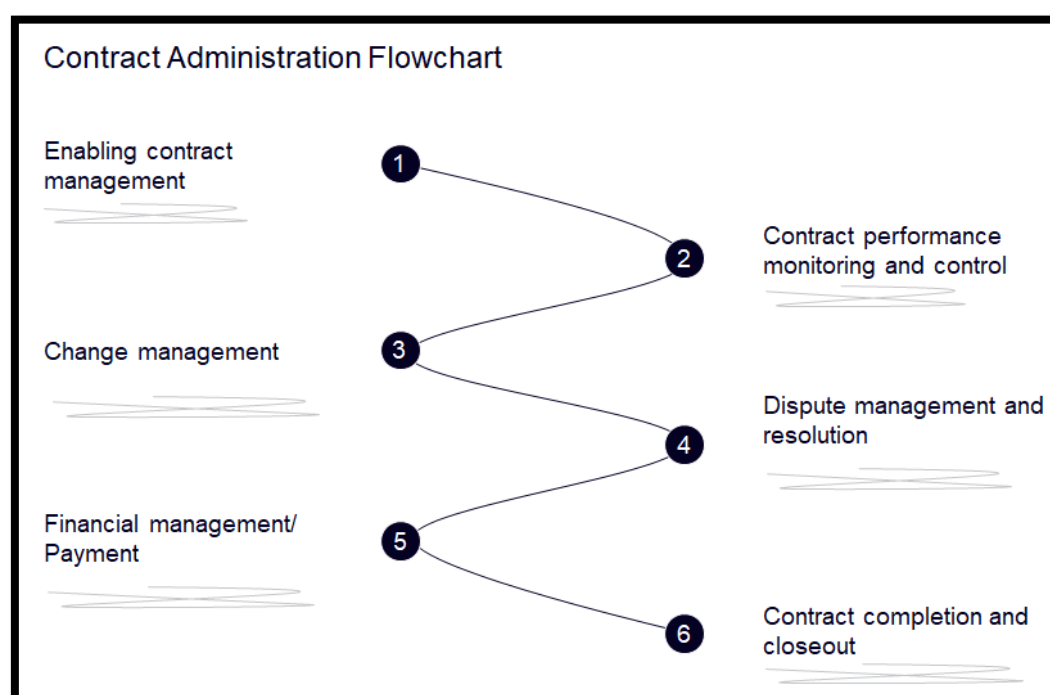 Contract Administration Flowchart
Enabling contract
management
1
2
Contract performance
monitoring and control
Change management
3
4
Dispute management and
resolution
Financial management/
Payment
5
6
Contract completion and
closeout